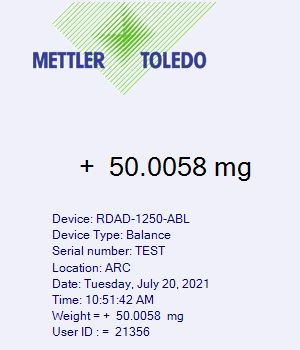 METTLER TOLEDO
+ 50.0058 mg
Device: RDAD-1250-ABL
Device Type: Balance
Serial number: TEST
Location: ARC
Date: Tuesday, July 20, 2021
Time: 10:51:42 AM
Weight = + 50.0058 mg
User ID : = 21356